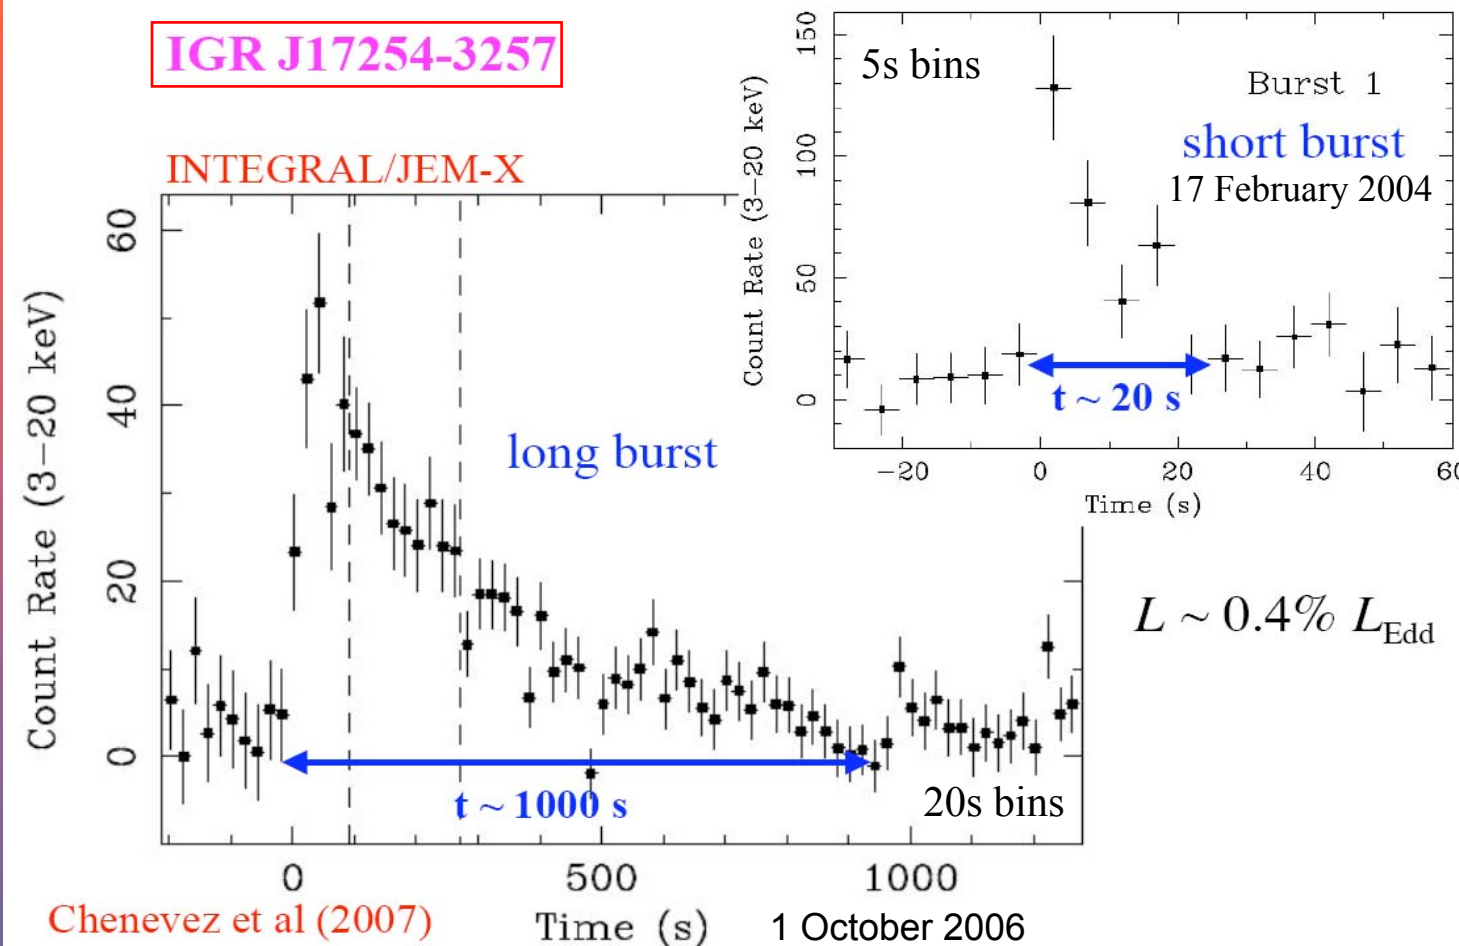 IGR J17254-3257
INTEGRAL/JEM-X
Count Rate (3-20 keV)
60
40
20
0
long burst
t ~ 1000 s
20s bins
0 500 1000
Time (s)
1 October 2006
Chenevez et al (2007)
Count Rate (3-20 keV)
150
100
50
0
5s bins
Burst 1
short burst
17 February 2004
t ~ 20 s
-20 0 20 40 60
Time (s)
L ~ 0.4% LEdd